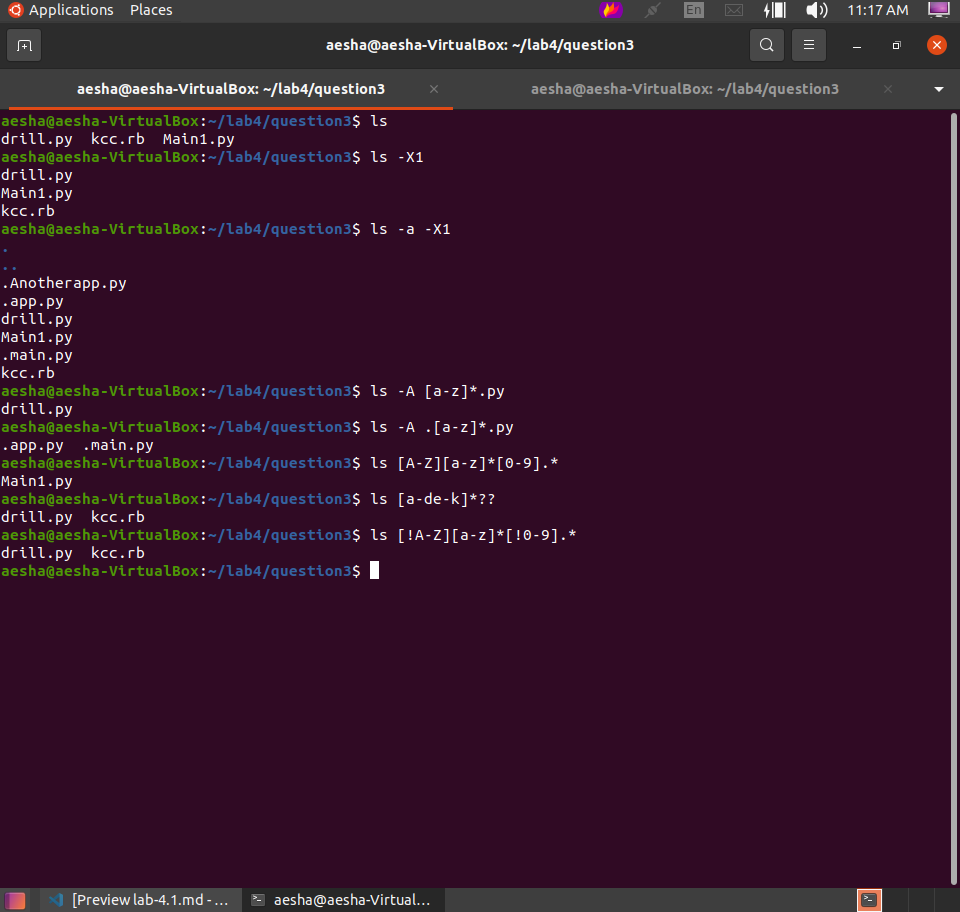 Applications Places En 11:17 AM
aesha@aesha-VirtualBox: ~/lab4/question3
aesha@aesha-VirtualBox: ~/lab4/question3 × aesha@aesha-VirtualBox: ~/lab4/question3 ×
aesha@aesha-VirtualBox:~/lab4/question3$ ls
drill.py  kcc.rb  Main1.py
aesha@aesha-VirtualBox:~/lab4/question3$ ls -X1
drill.py
Main1.py
kcc.rb
aesha@aesha-VirtualBox:~/lab4/question3$ ls -a -X1
.
..
.Anotherapp.py
.app.py
drill.py
Main1.py
.main.py
kcc.rb
aesha@aesha-VirtualBox:~/lab4/question3$ ls -A [a-z]*.py
drill.py
aesha@aesha-VirtualBox:~/lab4/question3$ ls -A .[a-z]*.py
.app.py  .main.py
aesha@aesha-VirtualBox:~/lab4/question3$ ls [A-Z][a-z]*[0-9].*
Main1.py
aesha@aesha-VirtualBox:~/lab4/question3$ ls [a-de-k]*??
drill.py  kcc.rb
aesha@aesha-VirtualBox:~/lab4/question3$ ls [!A-Z][a-z]*[!0-9].*
drill.py  kcc.rb
aesha@aesha-VirtualBox:~/lab4/question3$
[Preview lab-4.1.md - ... aesha@aesha-Virtual...